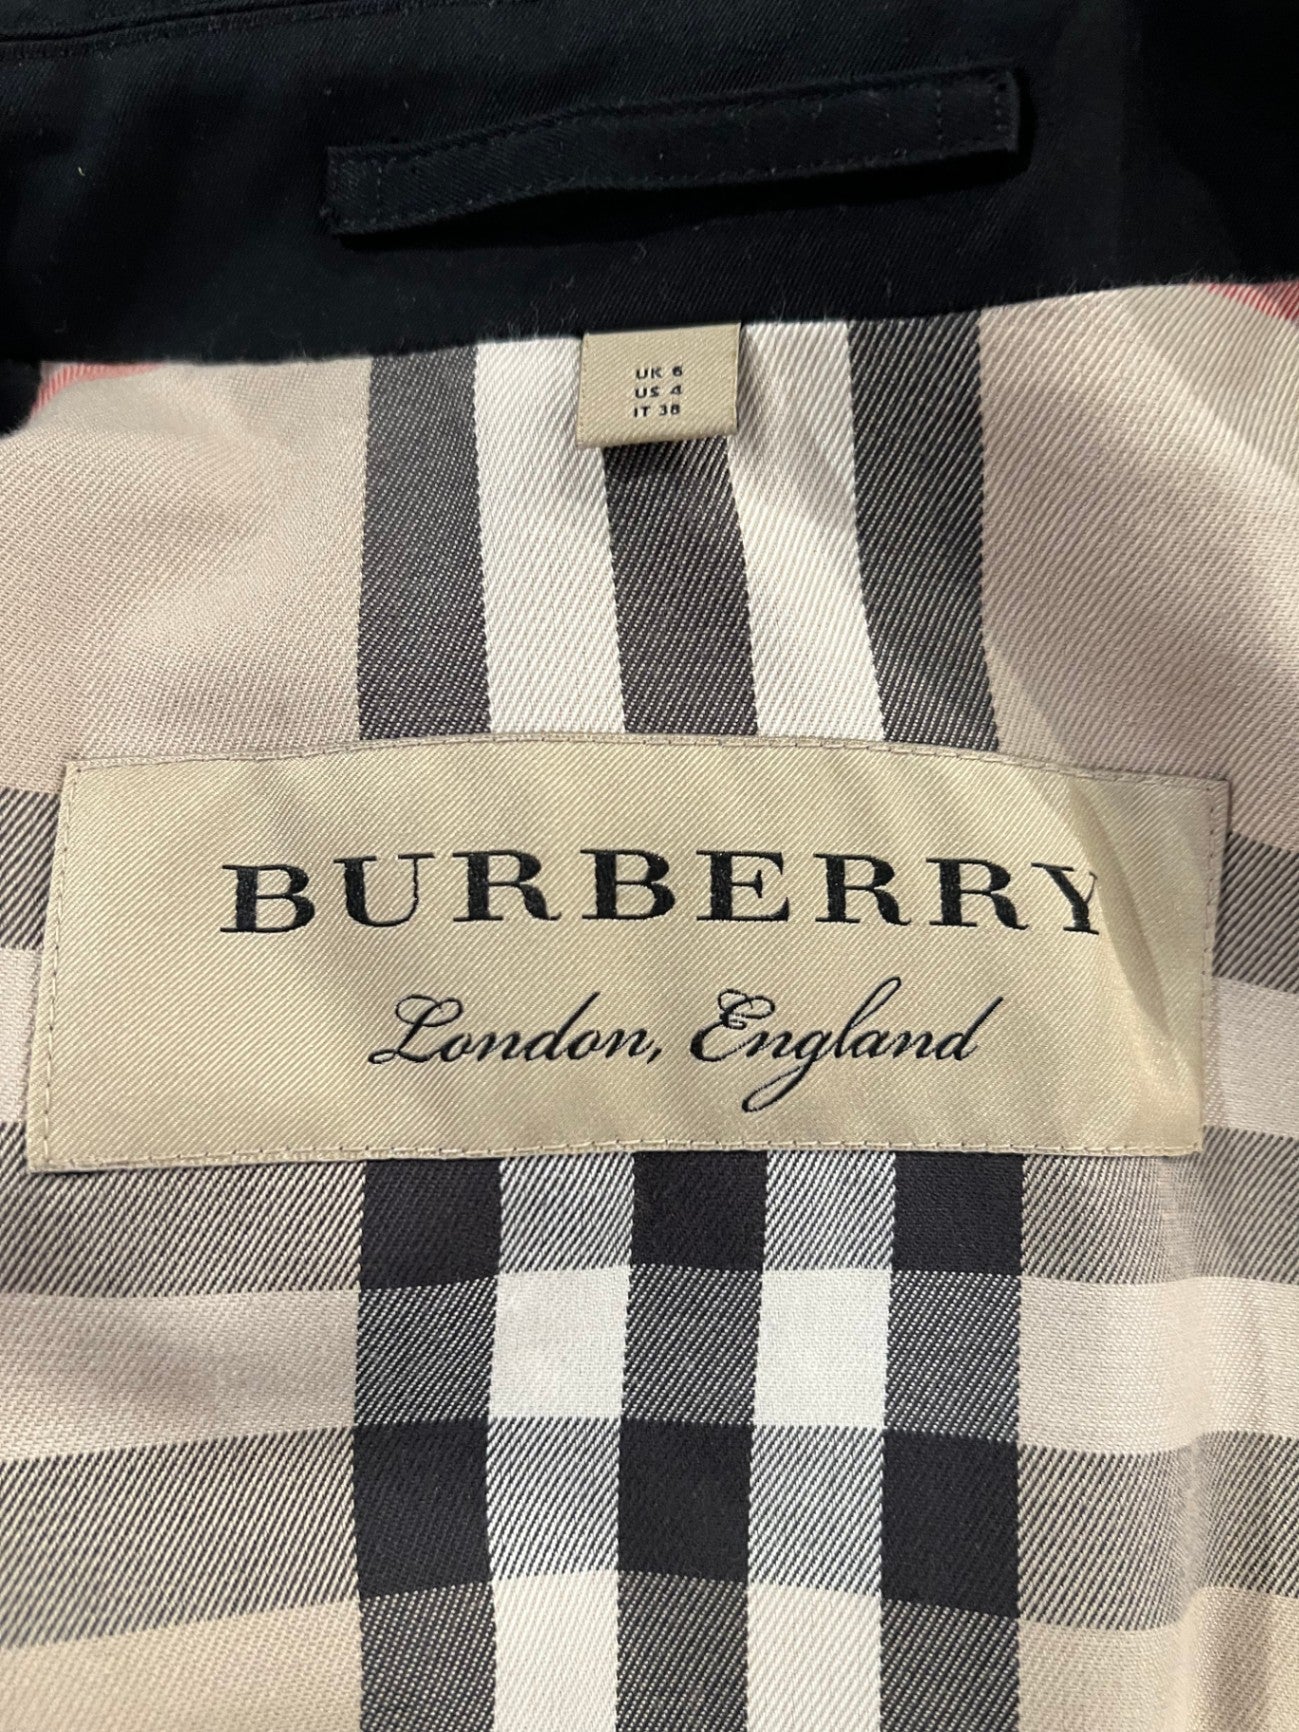 UK 6
US 4
IT 38
BURBERRY
London, England